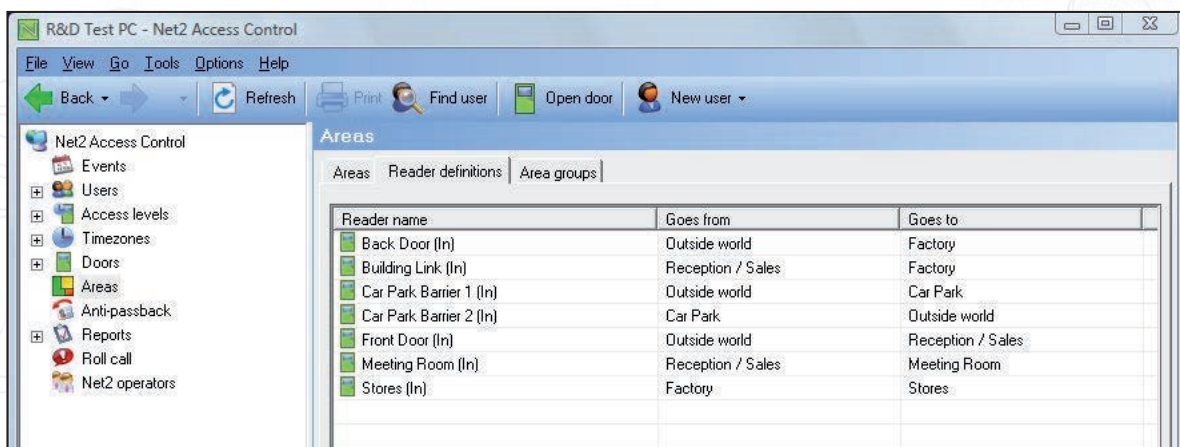 R&D Test PC - Net2 Access Control
File View Go Tools Options Help
Back Refresh Print Find user Open door New user
Net2 Access Control
Events
Users
Access levels
Timezones
Doors
Areas
Anti-passback
Reports
Roll call
Net2 operators
Areas
Areas Reader definitions Area groups
Reader name Goes from Goes to
Back Door (In) Outside world Factory
Building Link (In) Reception / Sales Factory
Car Park Barrier 1 (In) Outside world Car Park
Car Park Barrier 2 (In) Car Park Outside world
Front Door (In) Outside world Reception / Sales
Meeting Room (In) Reception / Sales Meeting Room
Stores (In) Factory Stores